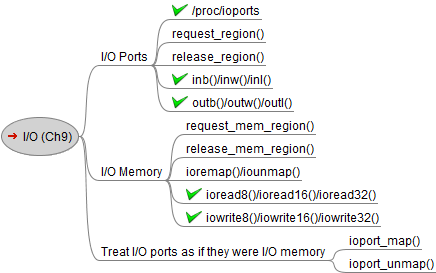 I/O (Ch9)
I/O Ports
/proc/ioports
request_region()
release_region()
inb()/inw()/inl()
outb()/outw()/outl()
I/O Memory
request_mem_region()
release_mem_region()
ioremap()/iounmap()
ioread8()/ioread16()/ioread32()
iowrite8()/iowrite16()/iowrite32()
Treat I/O ports as if they were I/O memory
ioport_map()
ioport_unmap()